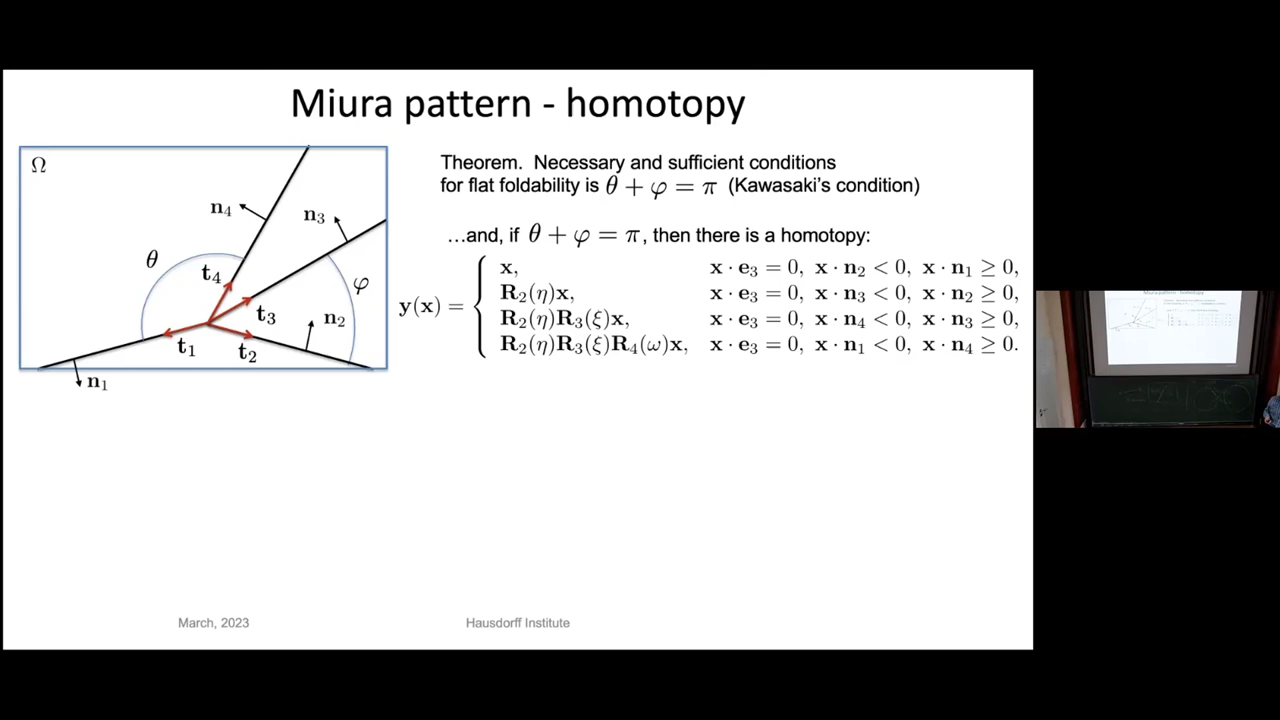 Miura pattern - homotopy
Ω
θ
φ
n₄
n₃
n₂
n₁
t₄
t₃
t₂
t₁
Theorem. Necessary and sufficient conditions
for flat foldability is θ + φ = π (Kawasaki's condition)
...and, if θ + φ = π, then there is a homotopy:
y(x) =
x, x · e₃ = 0, x · n₂ < 0, x · n₁ ≥ 0,
R₂(η)x, x · e₃ = 0, x · n₃ < 0, x · n₂ ≥ 0,
R₂(η)R₃(ξ)x, x · e₃ = 0, x · n₄ < 0, x · n₃ ≥ 0,
R₂(η)R₃(ξ)R₄(ω)x, x · e₃ = 0, x · n₁ < 0, x · n₄ ≥ 0.
March, 2023
Hausdorff Institute
Miura pattern - homotopy